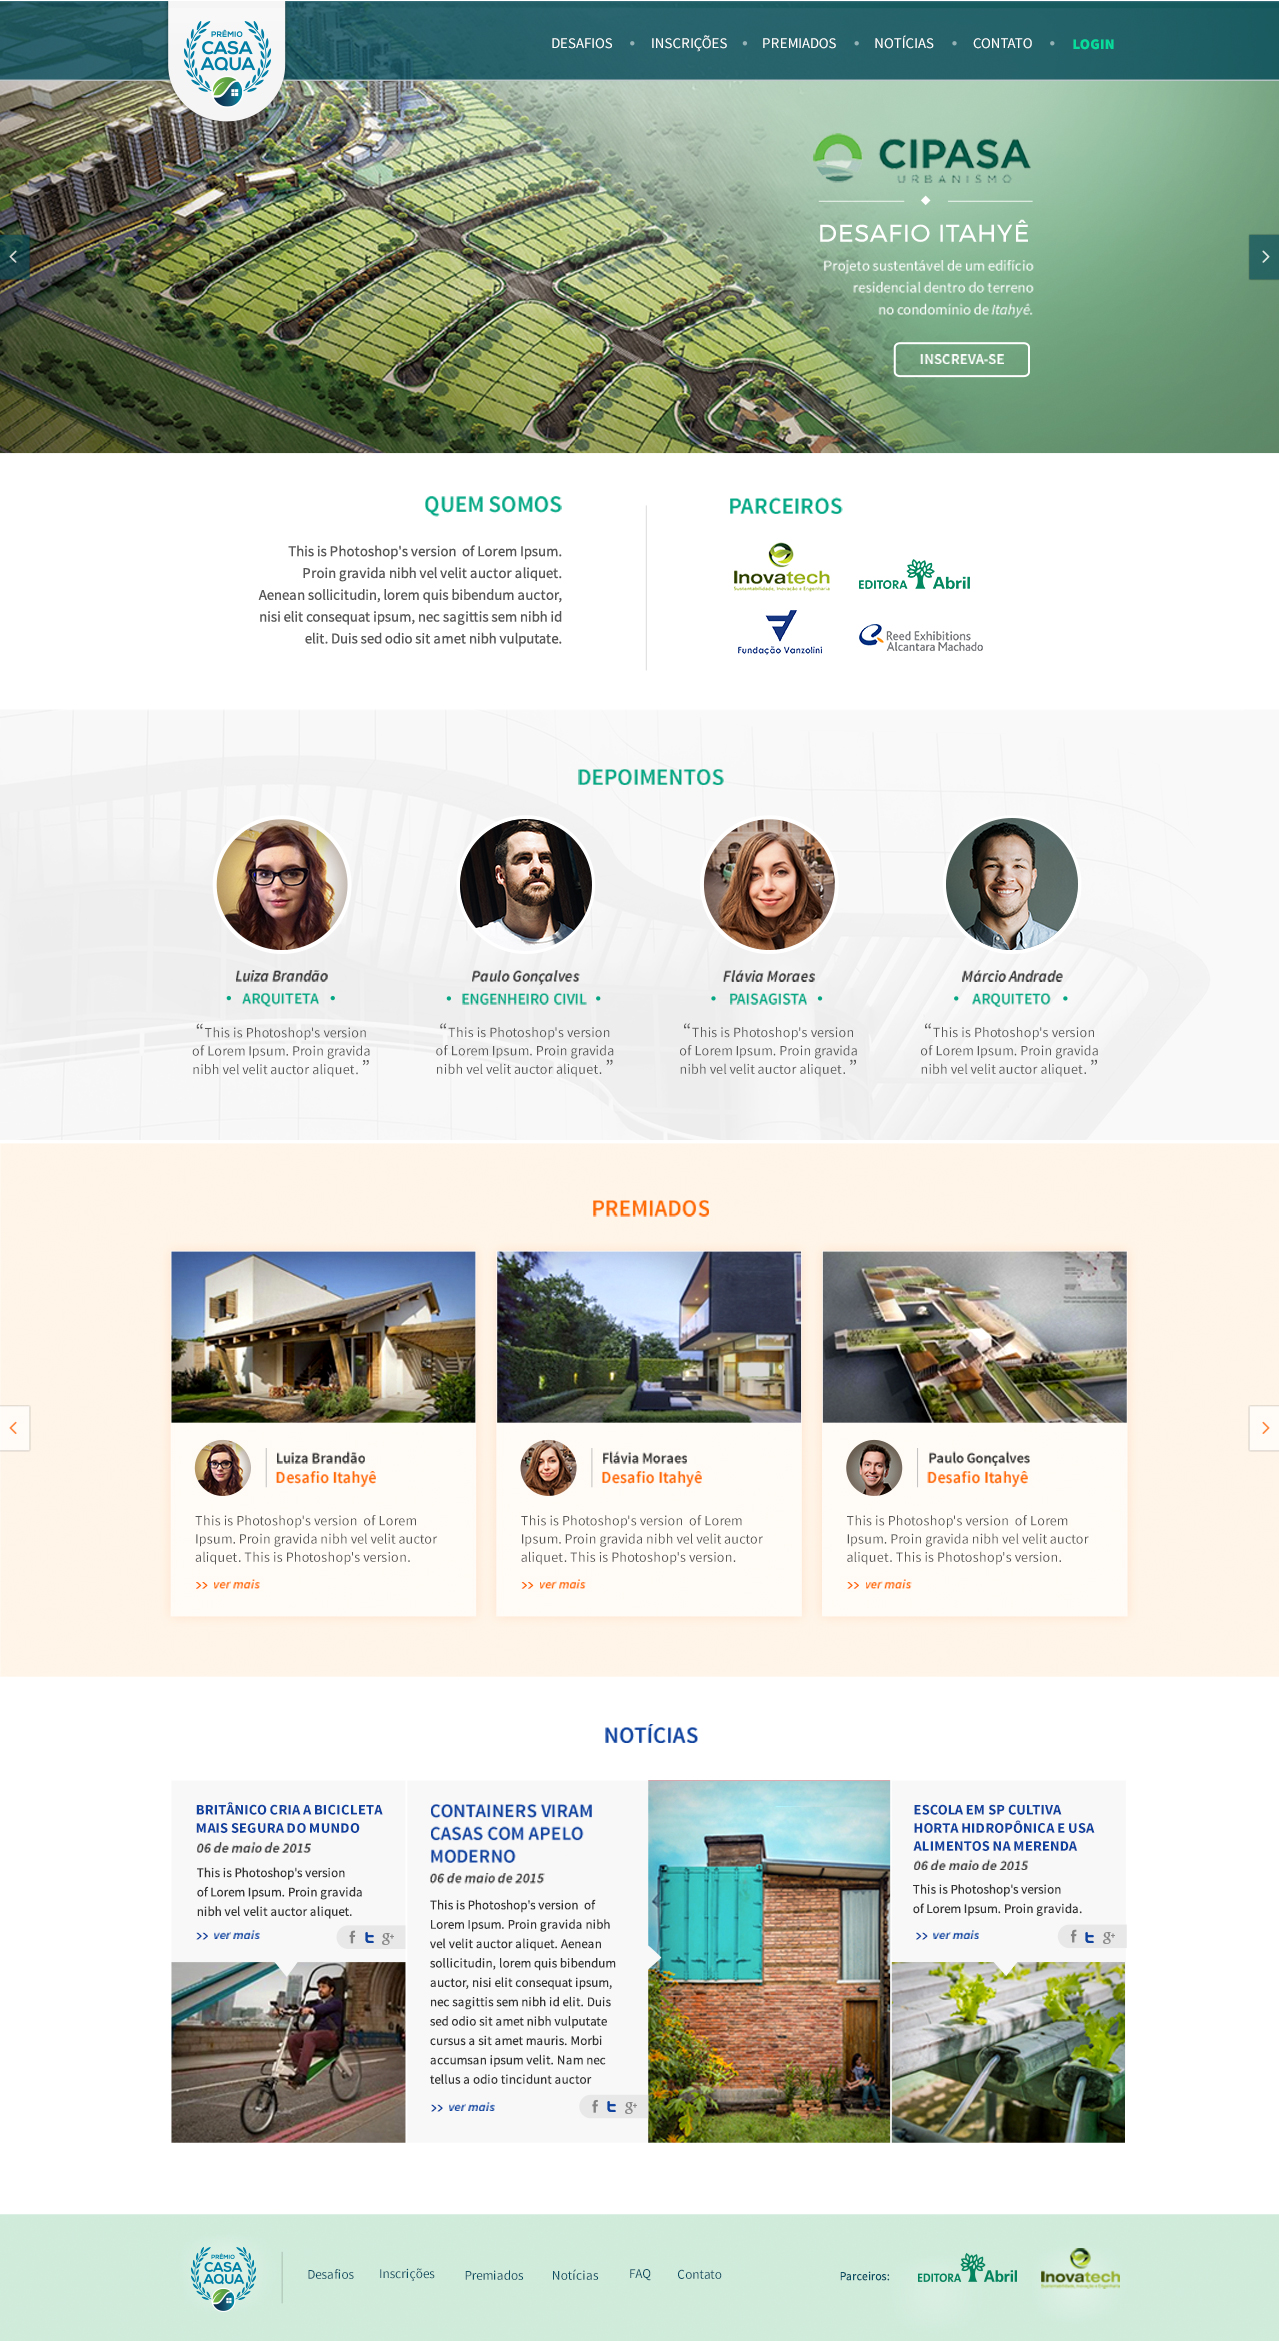 PRÊMIO
CASA
AQUA
DESAFIOS • INSCRIÇÕES • PREMIADOS • NOTÍCIAS • CONTATO • LOGIN
CIPASA
URBANISMO
DESAFIO ITAHYÊ
Projeto sustentável de um edifício
residencial dentro do terreno
no condomínio de Itahyê.
INSCREVA-SE
QUEM SOMOS
This is Photoshop's version of Lorem Ipsum.
Proin gravida nibh vel velit auctor aliquet.
Aenean sollicitudin, lorem quis bibendum auctor,
nisi elit consequat ipsum, nec sagittis sem nibh id
elit. Duis sed odio sit amet nibh vulputate.
PARCEIROS
Inovatech
Sustentabilidade, Inovação e Engenharia
EDITORA Abril
Fundação Vanzolini
Reed Exhibitions
Alcantara Machado
DEPOIMENTOS
Luiza Brandão
• ARQUITETA •
“This is Photoshop's version
of Lorem Ipsum. Proin gravida
nibh vel velit auctor aliquet. ”
Paulo Gonçalves
• ENGENHEIRO CIVIL •
“This is Photoshop's version
of Lorem Ipsum. Proin gravida
nibh vel velit auctor aliquet. ”
Flávia Moraes
• PAISAGISTA •
“This is Photoshop's version
of Lorem Ipsum. Proin gravida
nibh vel velit auctor aliquet. ”
Márcio Andrade
• ARQUITETO •
“This is Photoshop's version
of Lorem Ipsum. Proin gravida
nibh vel velit auctor aliquet. ”
PREMIADOS
Luiza Brandão
Desafio Itahyê
This is Photoshop's version of Lorem
Ipsum. Proin gravida nibh vel velit auctor
aliquet. This is Photoshop's version.
>> ver mais
Flávia Moraes
Desafio Itahyê
This is Photoshop's version of Lorem
Ipsum. Proin gravida nibh vel velit auctor
aliquet. This is Photoshop's version.
>> ver mais
Paulo Gonçalves
Desafio Itahyê
This is Photoshop's version of Lorem
Ipsum. Proin gravida nibh vel velit auctor
aliquet. This is Photoshop's version.
>> ver mais
NOTÍCIAS
BRITÂNICO CRIA A BICICLETA
MAIS SEGURA DO MUNDO
06 de maio de 2015
This is Photoshop's version
of Lorem Ipsum. Proin gravida
nibh vel velit auctor aliquet.
>> ver mais
f t g+
CONTAINERS VIRAM
CASAS COM APELO
MODERNO
06 de maio de 2015
This is Photoshop's version of
Lorem Ipsum. Proin gravida nibh
vel velit auctor aliquet. Aenean
sollicitudin, lorem quis bibendum
auctor, nisi elit consequat ipsum,
nec sagittis sem nibh id elit. Duis
sed odio sit amet nibh vulputate
cursus a sit amet mauris. Morbi
accumsan ipsum velit. Nam nec
tellus a odio tincidunt auctor
>> ver mais
f t g+
ESCOLA EM SP CULTIVA
HORTA HIDROPÔNICA E USA
ALIMENTOS NA MERENDA
06 de maio de 2015
This is Photoshop's version
of Lorem Ipsum. Proin gravida.
>> ver mais
f t g+
PRÊMIO
CASA
AQUA
Desafios Inscrições Premiados Notícias FAQ Contato
Parceiros:
EDITORA Abril
Inovatech